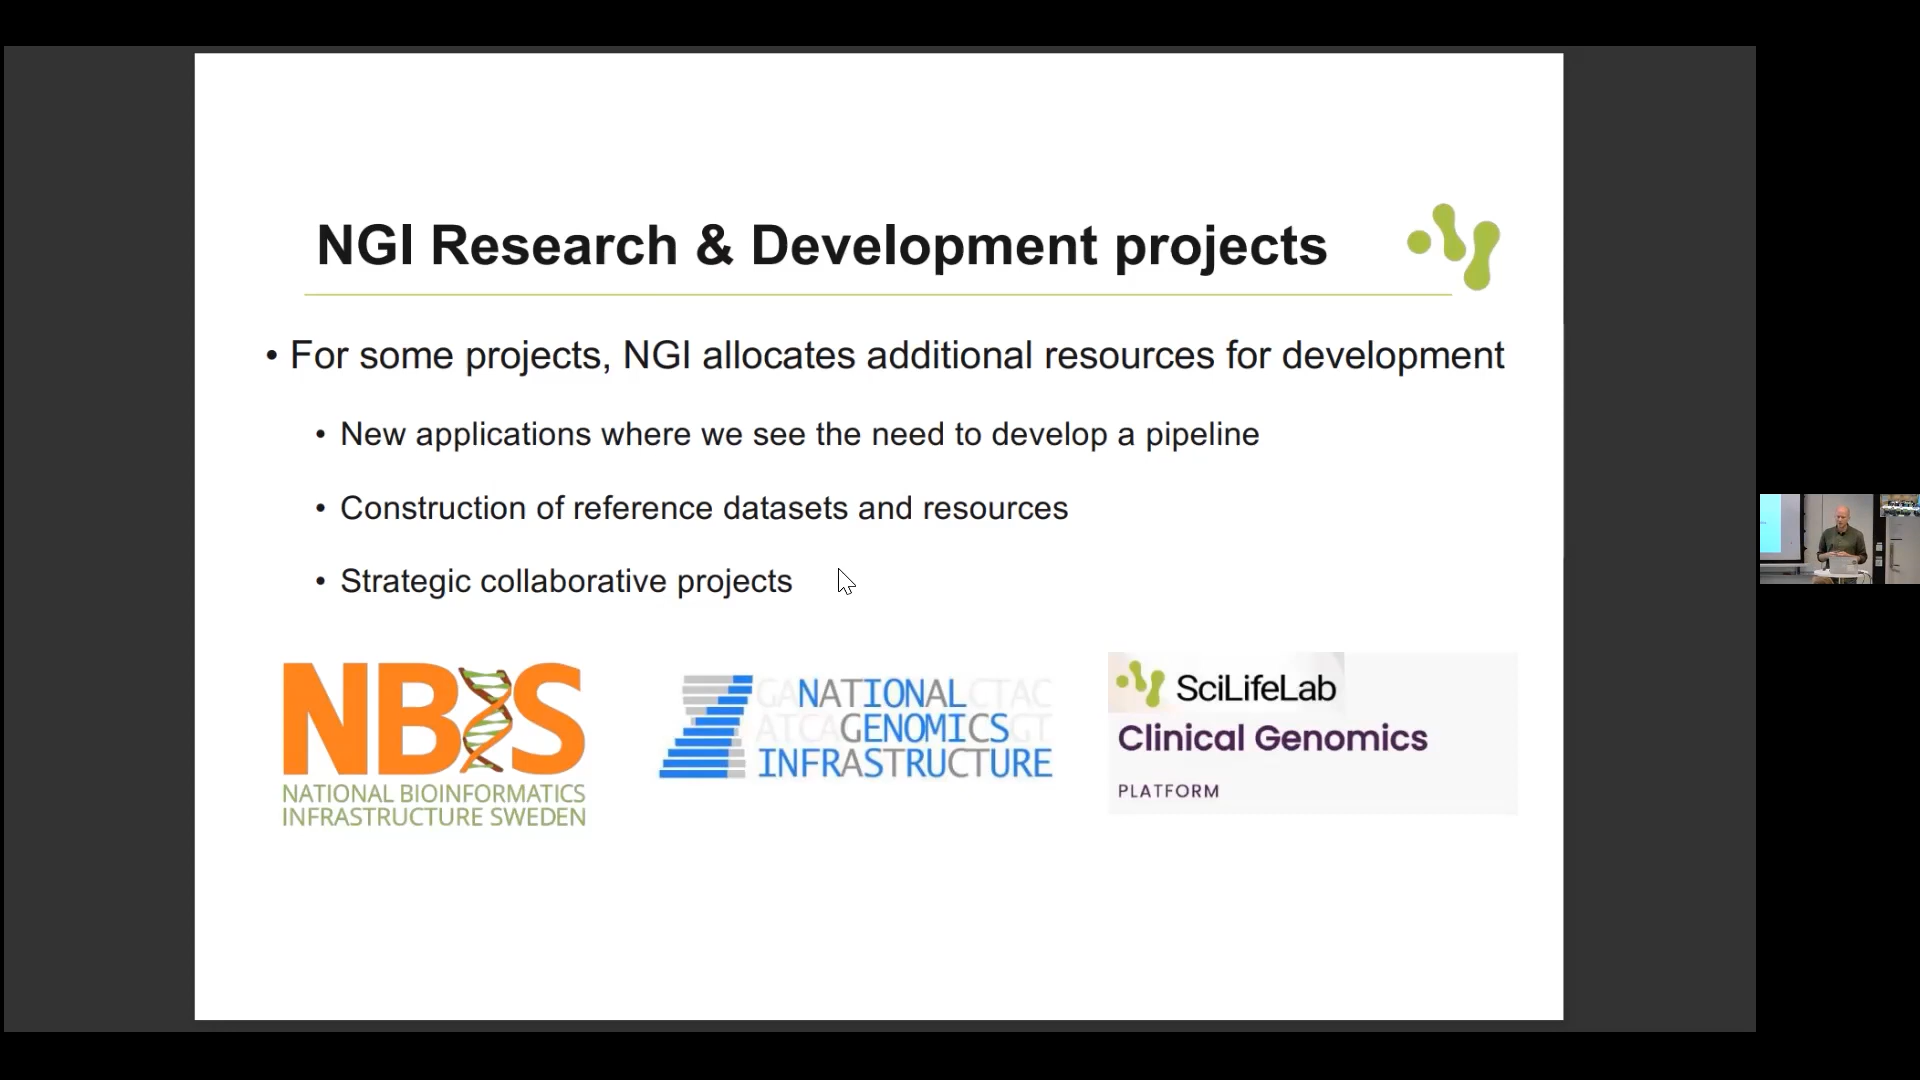 NGI Research & Development projects
• For some projects, NGI allocates additional resources for development
• New applications where we see the need to develop a pipeline
• Construction of reference datasets and resources
• Strategic collaborative projects
NBIS
NATIONAL BIOINFORMATICS
INFRASTRUCTURE SWEDEN
GANATIONALCTAC
ATCAGENOMICSGT
INFRASTRUCTURE
SciLifeLab
Clinical Genomics
PLATFORM